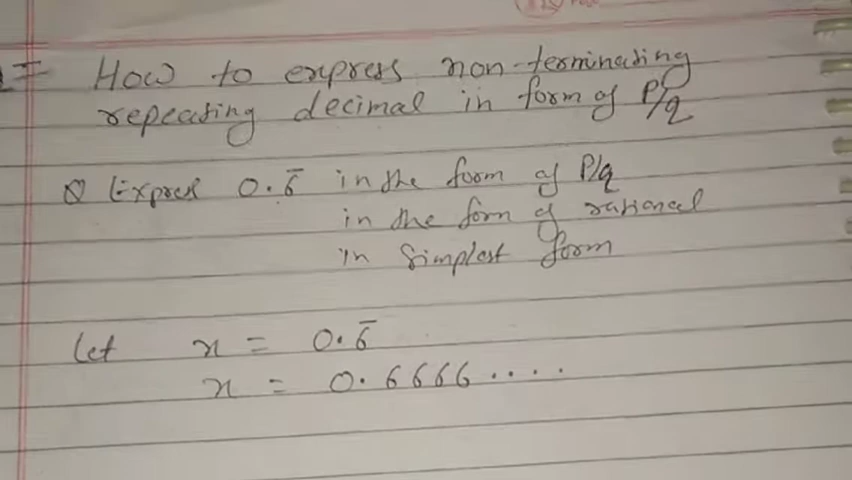 How to express non-terminating
repeating decimal in form of P/q
Q Express 0.6̅ in the form of P/q
in the form of rational
in Simplest form
Let x = 0.6̅
x = 0.6666....